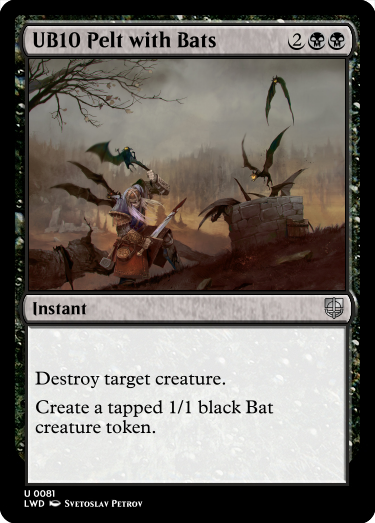 UB10 Pelt with Bats 2
Instant
Destroy target creature.
Create a tapped 1/1 black Bat
creature token.
U 0081
LWD Svetoslav Petrov